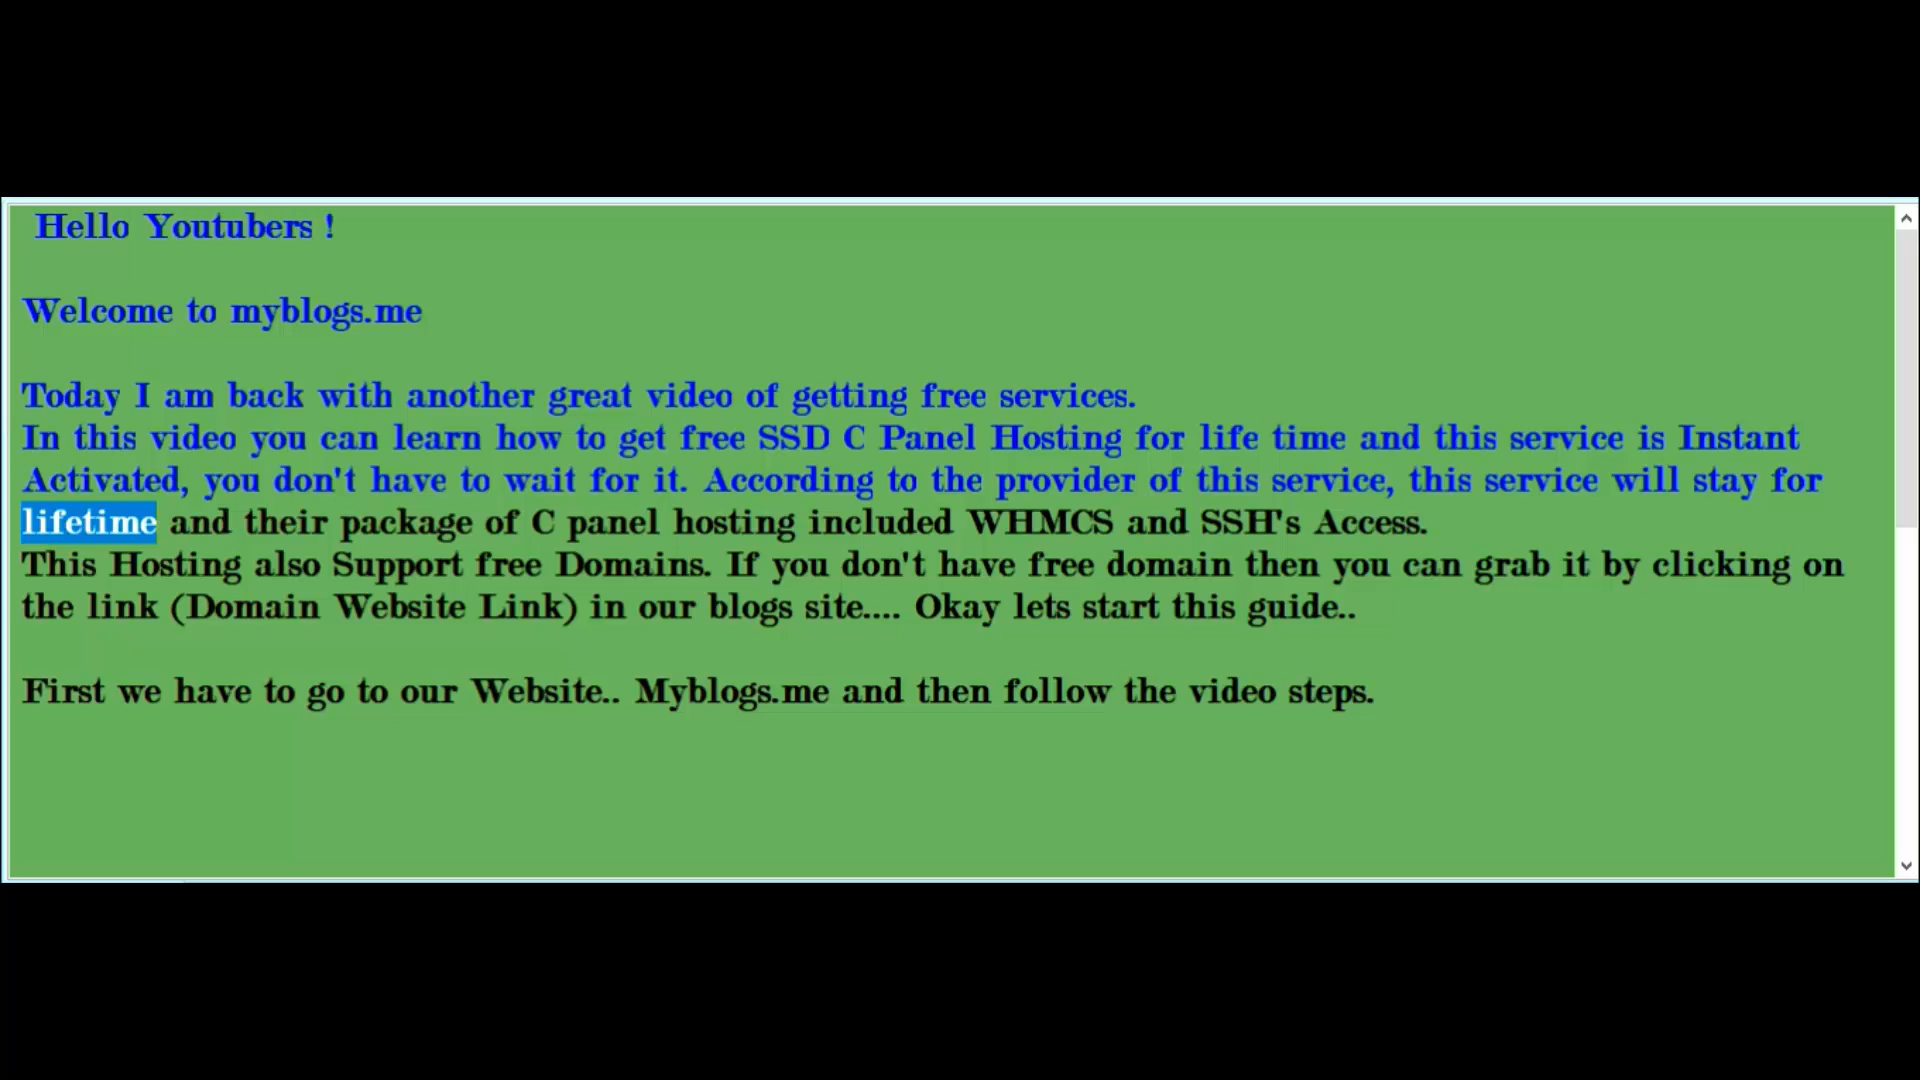 Hello Youtubers !
Welcome to myblogs.me
Today I am back with another great video of getting free services.
In this video you can learn how to get free SSD C Panel Hosting for life time and this service is Instant
Activated, you don't have to wait for it. According to the provider of this service, this service will stay for
lifetime and their package of C panel hosting included WHMCS and SSH's Access.
This Hosting also Support free Domains. If you don't have free domain then you can grab it by clicking on
the link (Domain Website Link) in our blogs site.... Okay lets start this guide..
First we have to go to our Website.. Myblogs.me and then follow the video steps.